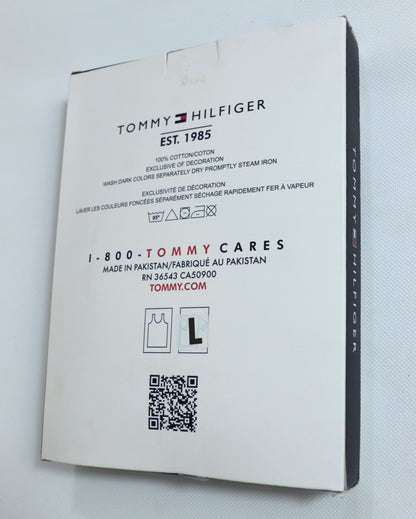 TOMMY HILFIGER
EST. 1985
100% COTTON/COTON
EXCLUSIVE OF DECORATION
WASH DARK COLORS SEPARATELY DRY PROMPTLY STEAM IRON
EXCLUSIVITÉ DE DÉCORATION
LAVER LES COULEURS FONCÉES SÉPARÉMENT SÉCHAGE RAPIDEMENT FER À VAPEUR
95°
1-800-TOMMY CARES
MADE IN PAKISTAN/FABRIQUÉ AU PAKISTAN
RN 36543 CA50900
TOMMY.COM
L
TOMMY HILFIGER